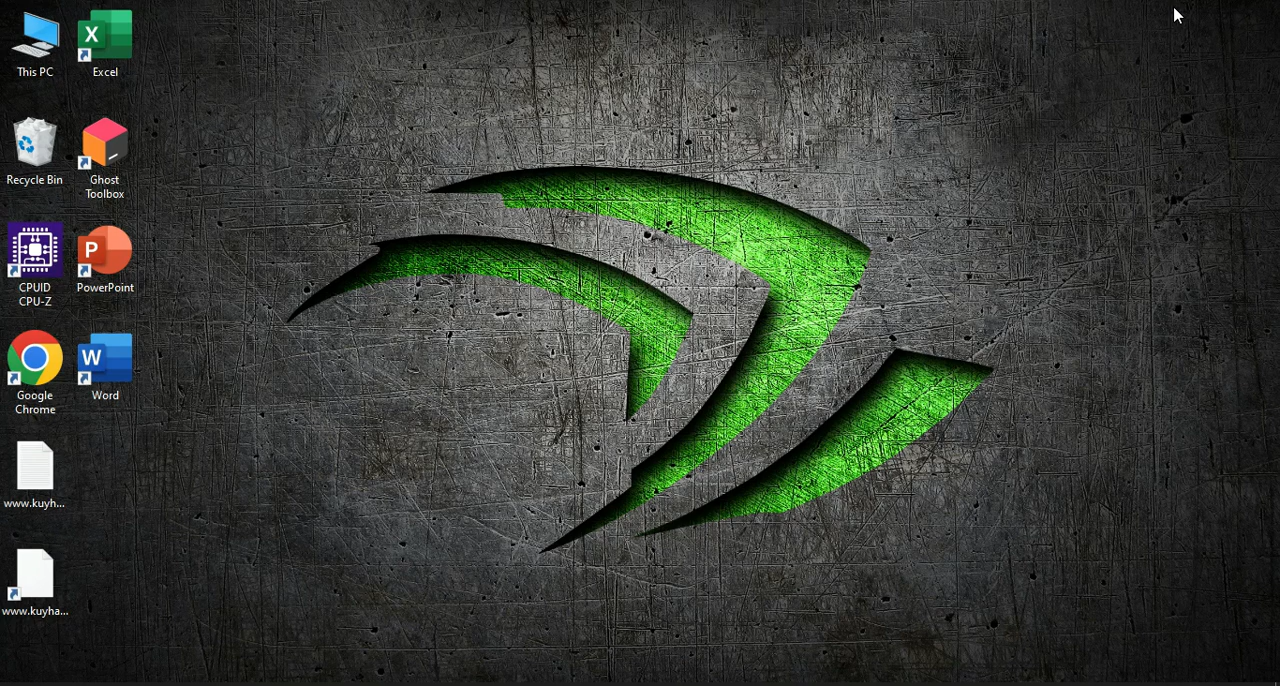 This PC
Excel
Recycle Bin
Ghost
Toolbox
CPUID
CPU-Z
PowerPoint
Google
Chrome
Word
www.kuyh...
www.kuyha...
X
P
W